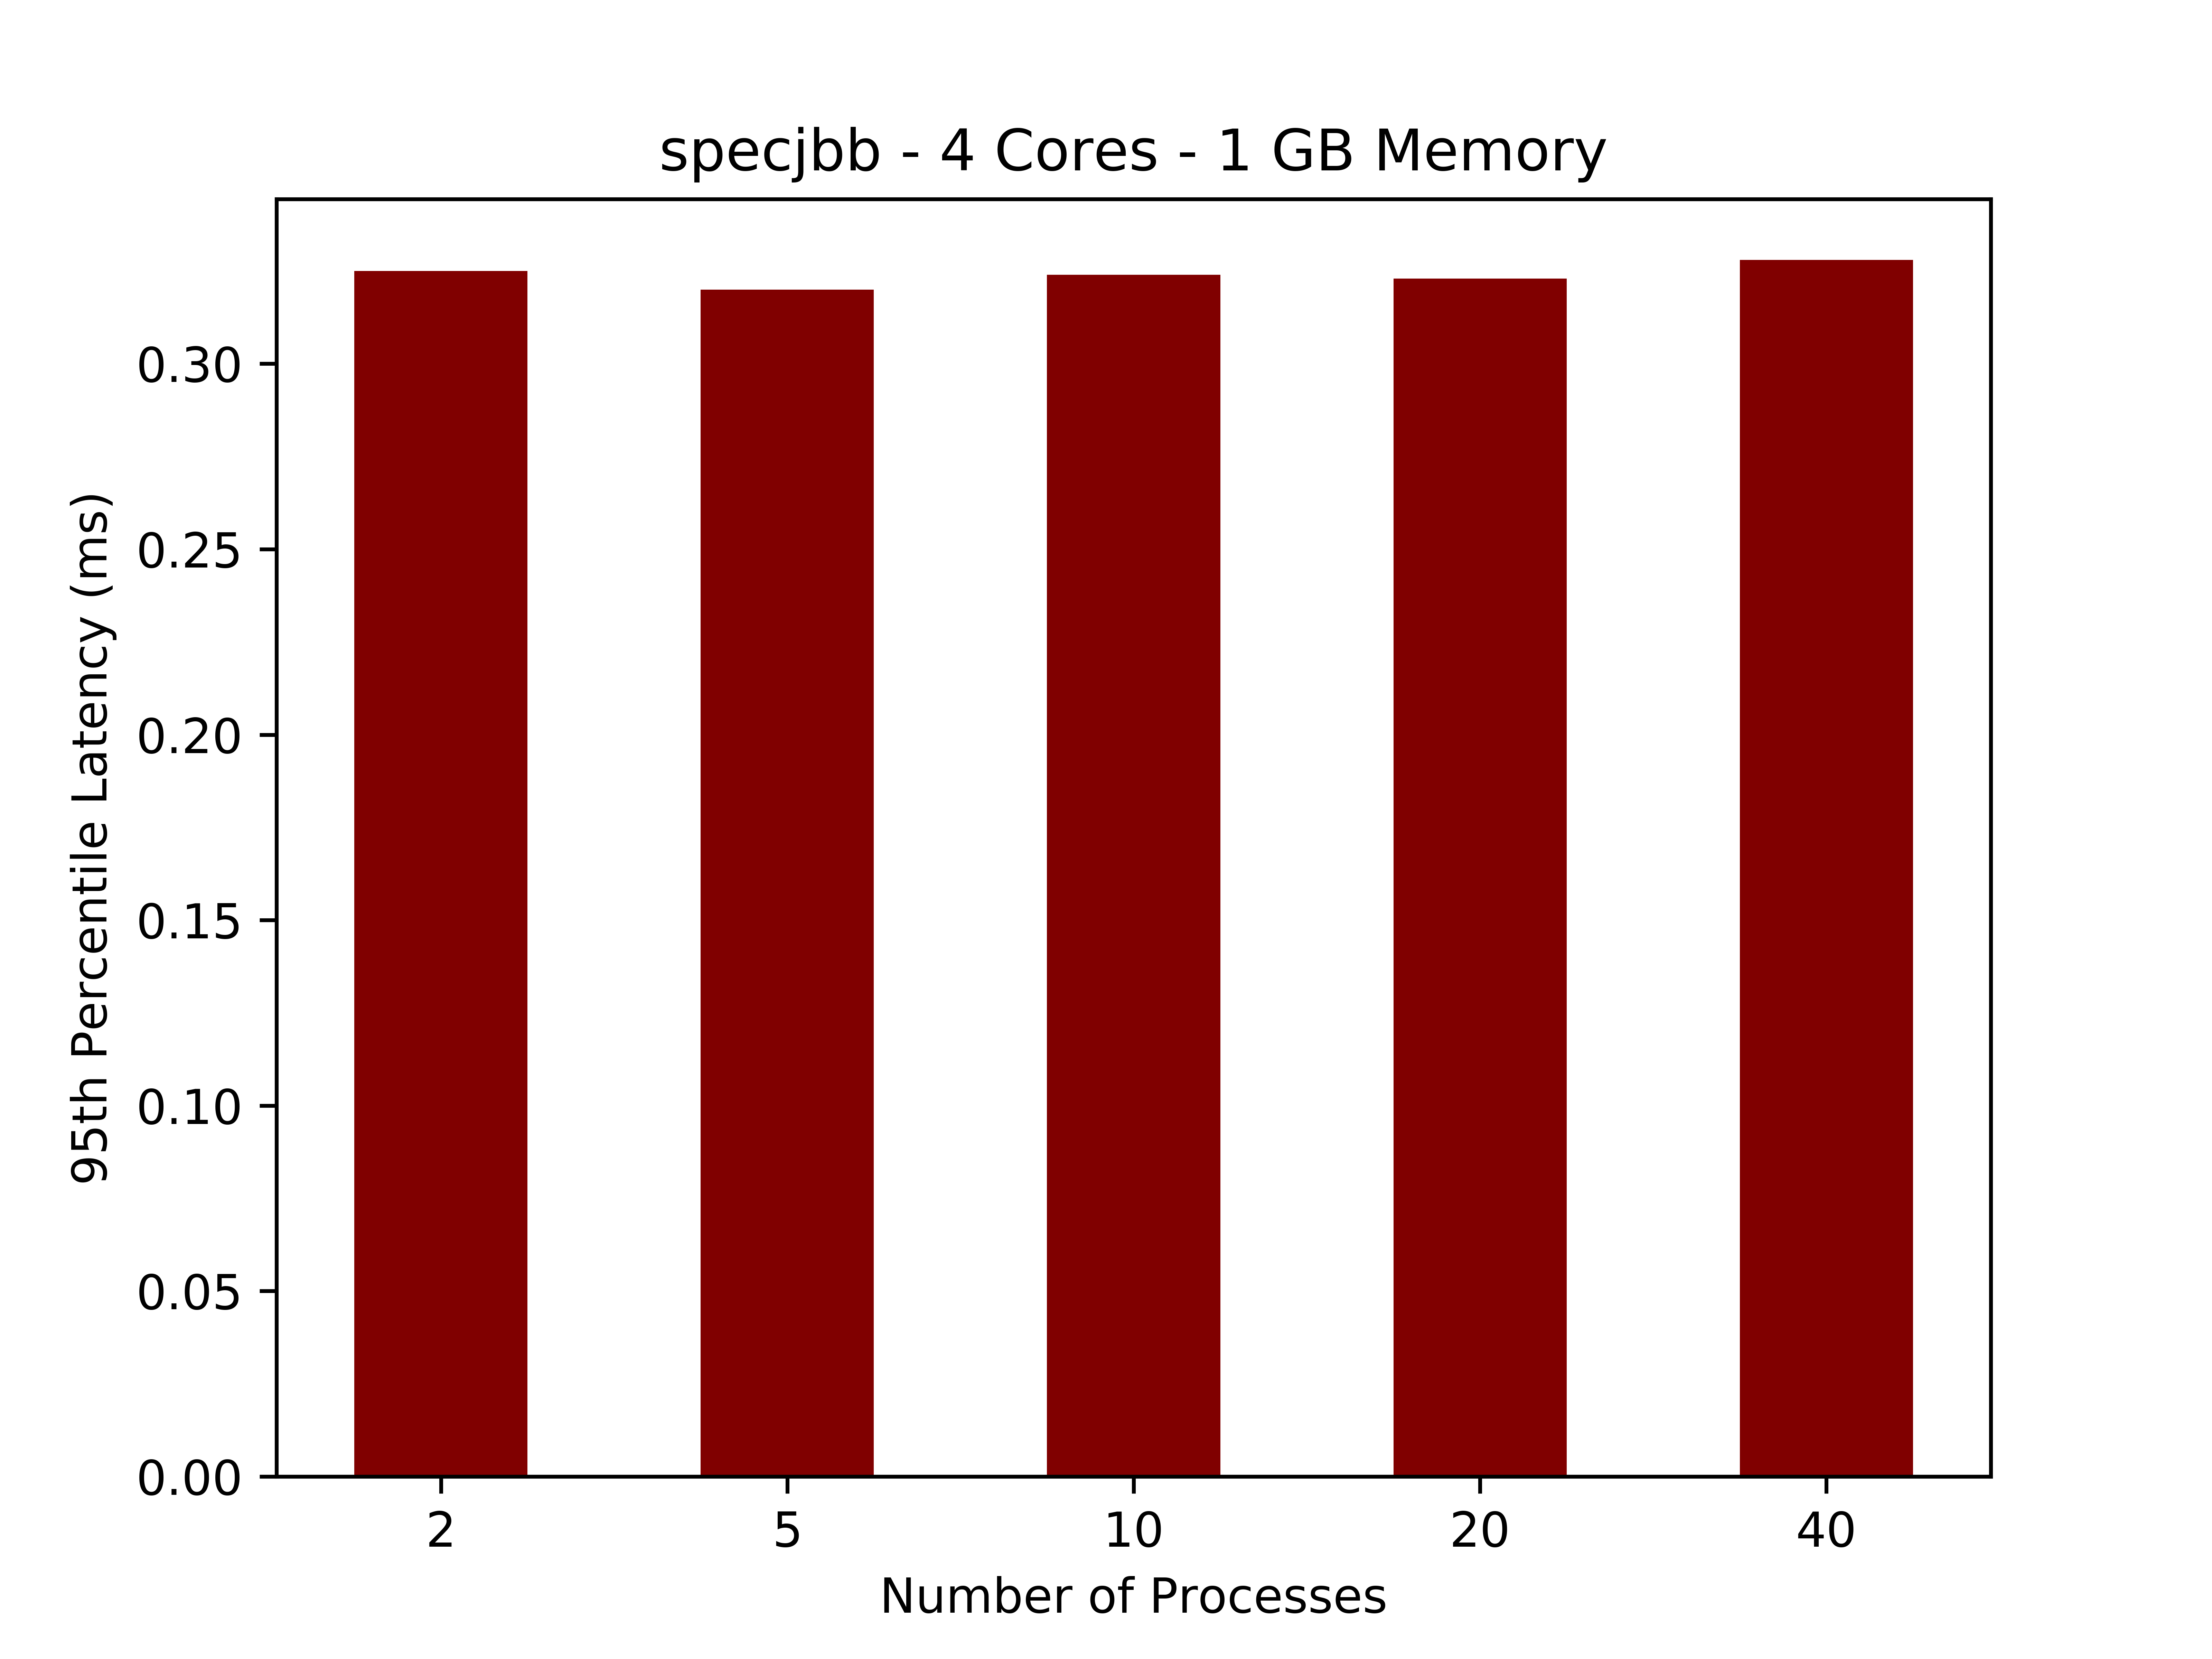 specjbb - 4 Cores - 1 GB Memory
95th Percentile Latency (ms)
0.30
0.25
0.20
0.15
0.10
0.05
0.00
2 5 10 20 40
Number of Processes